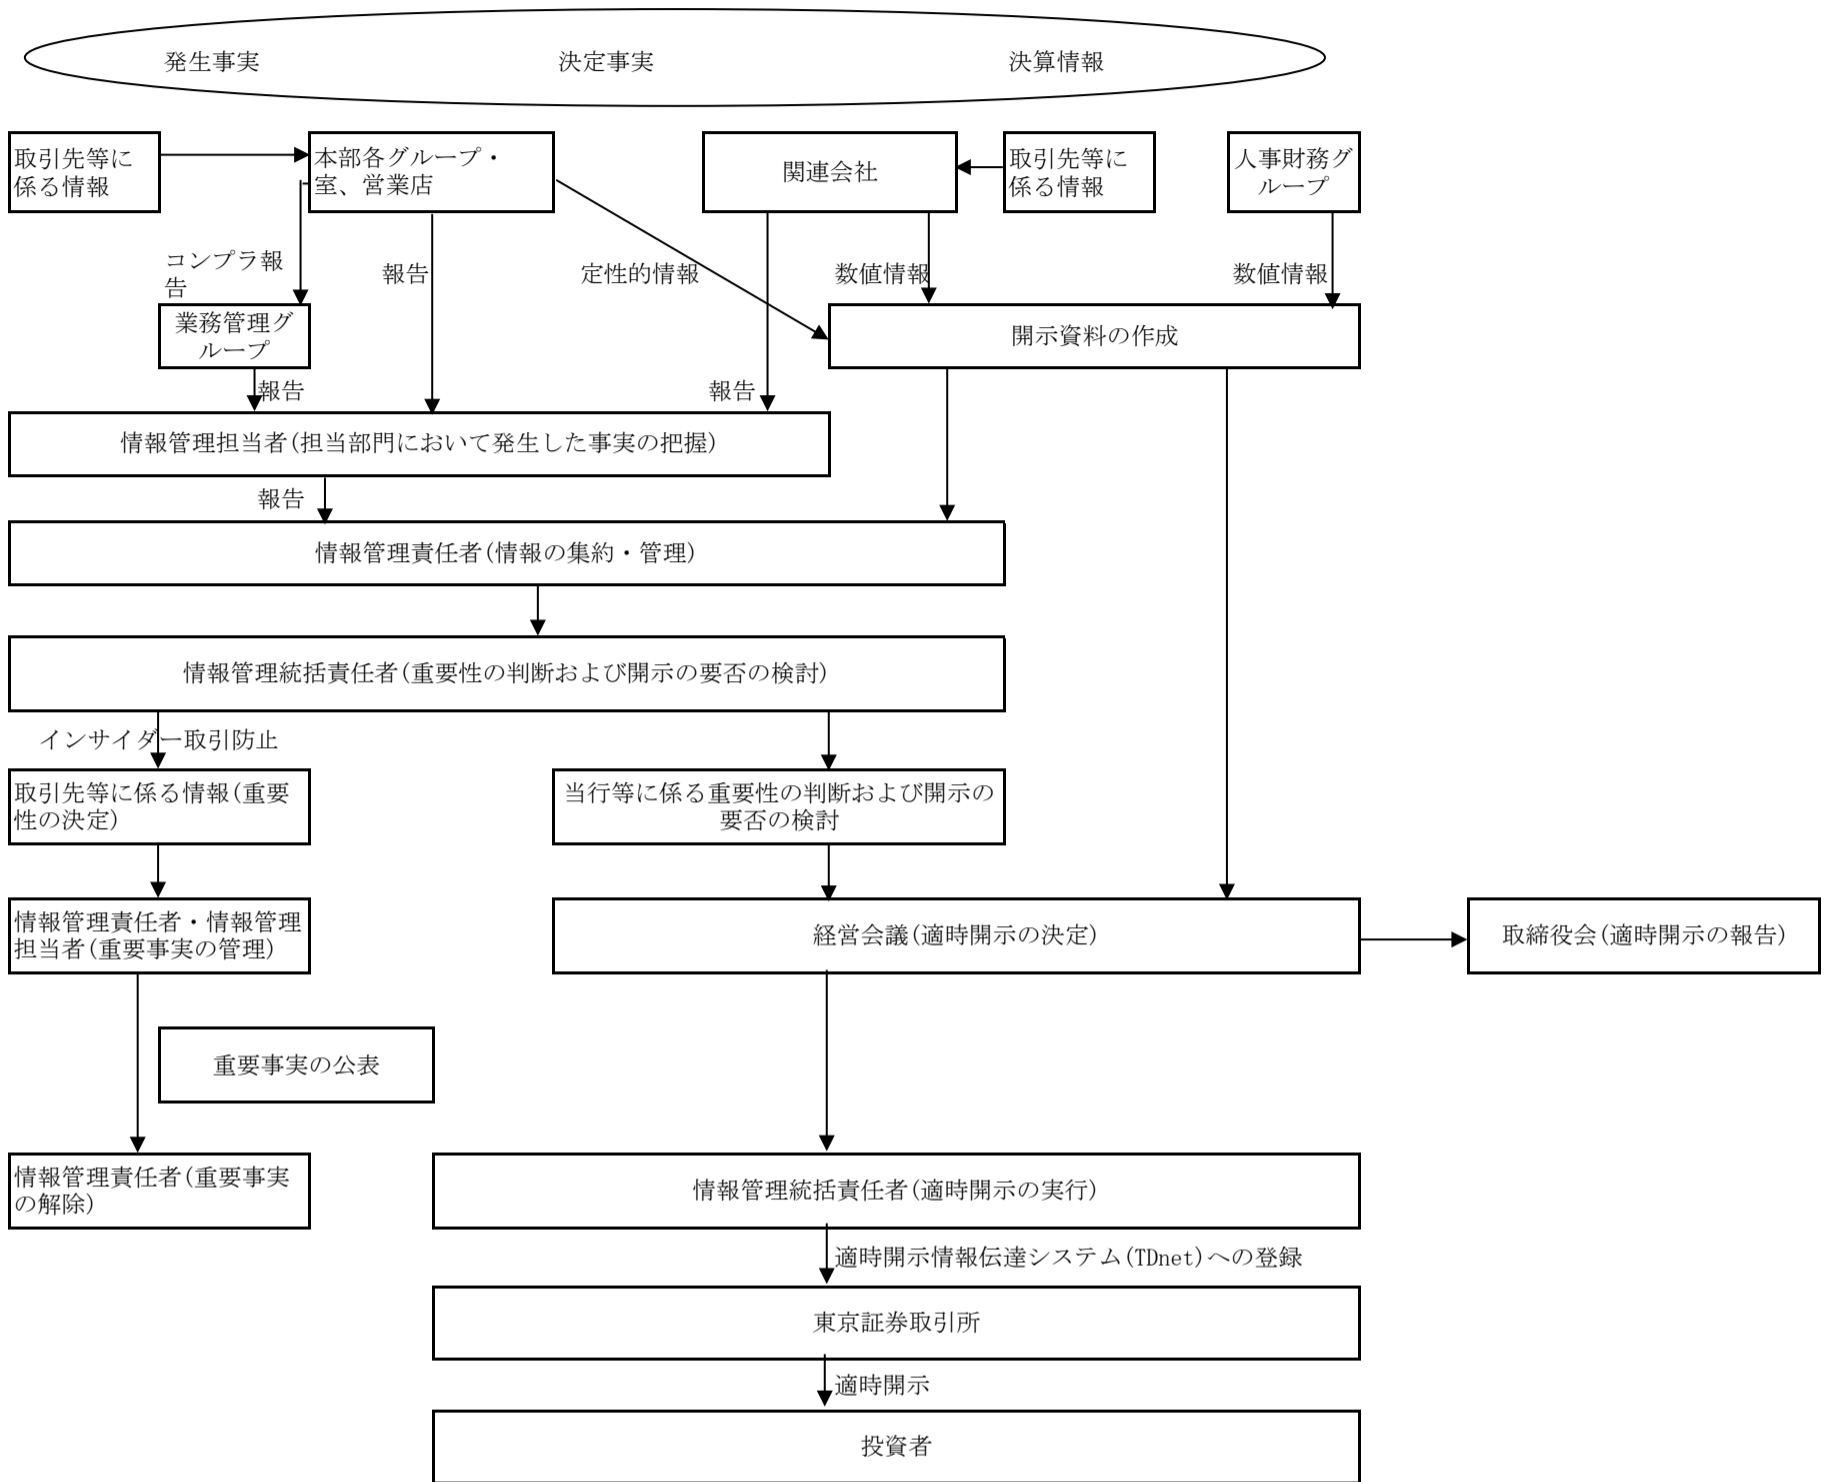 発生事実
決定事実
決算情報
取引先等に
係る情報
本部各グループ・
室、営業店
関連会社
取引先等に
係る情報
人事財務グ
ループ
コンプラ報
告
報告
定性的情報
数値情報
数値情報
業務管理グ
ループ
開示資料の作成
報告
報告
情報管理担当者(担当部門において発生した事実の把握)
報告
情報管理責任者(情報の集約・管理)
情報管理統括責任者(重要性の判断および開示の要否の検討)
インサイダー取引防止
取引先等に係る情報(重要
性の決定)
当行等に係る重要性の判断および開示の
要否の検討
情報管理責任者・情報管理
担当者(重要事実の管理)
経営会議(適時開示の決定)
取締役会(適時開示の報告)
重要事実の公表
情報管理責任者(重要事実
の解除)
情報管理統括責任者(適時開示の実行)
適時開示情報伝達システム(TDnet)への登録
東京証券取引所
適時開示
投資者